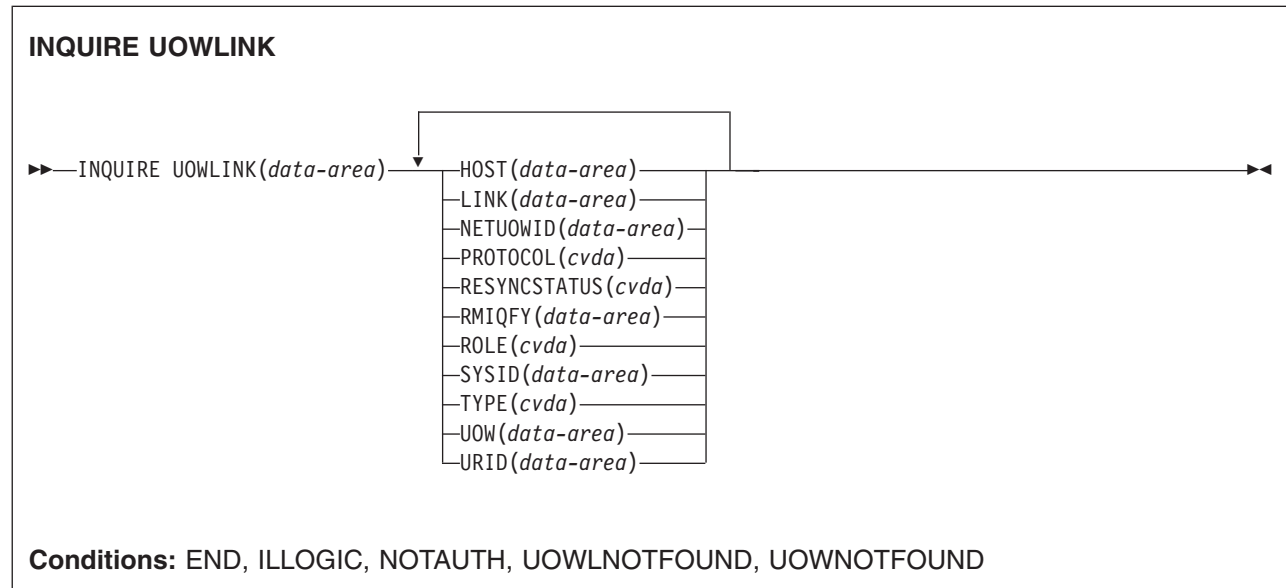 INQUIRE UOWLINK
INQUIRE UOWLINK(data-area) HOST(data-area)
LINK(data-area)
NETUOWID(data-area)
PROTOCOL(cvda)
RESYNCSTATUS(cvda)
RMIQFY(data-area)
ROLE(cvda)
SYSID(data-area)
TYPE(cvda)
UOW(data-area)
URID(data-area)
Conditions: END, ILLOGIC, NOTAUTH, UOWLNOTFOUND, UOWNOTFOUND